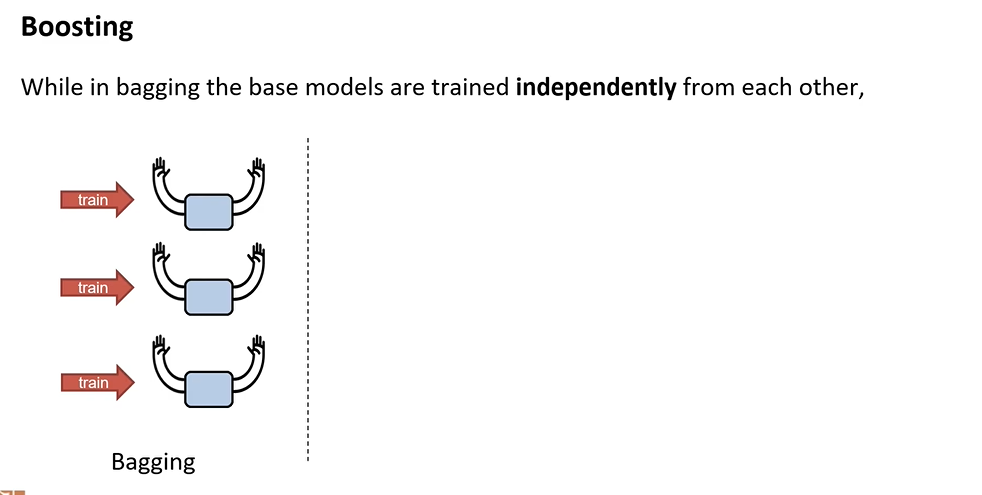 Boosting
While in bagging the base models are trained independently from each other,
train
train
train
Bagging